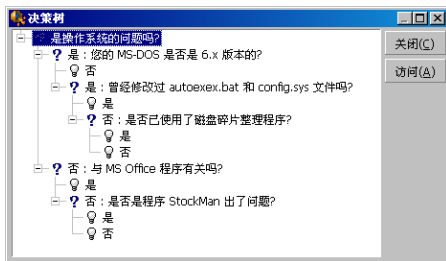 决策树
是操作系统的问题吗?
是：您的 MS-DOS 是否是 6.x 版本的?
否
是：曾经修改过 autoexex.bat 和 config.sys 文件吗?
是
否：是否已使用了磁盘碎片整理程序?
是
否
否：与 MS Office 程序有关吗?
是
否：是否是程序 StockMan 出了问题?
是
否
关闭(C)
访问(A)